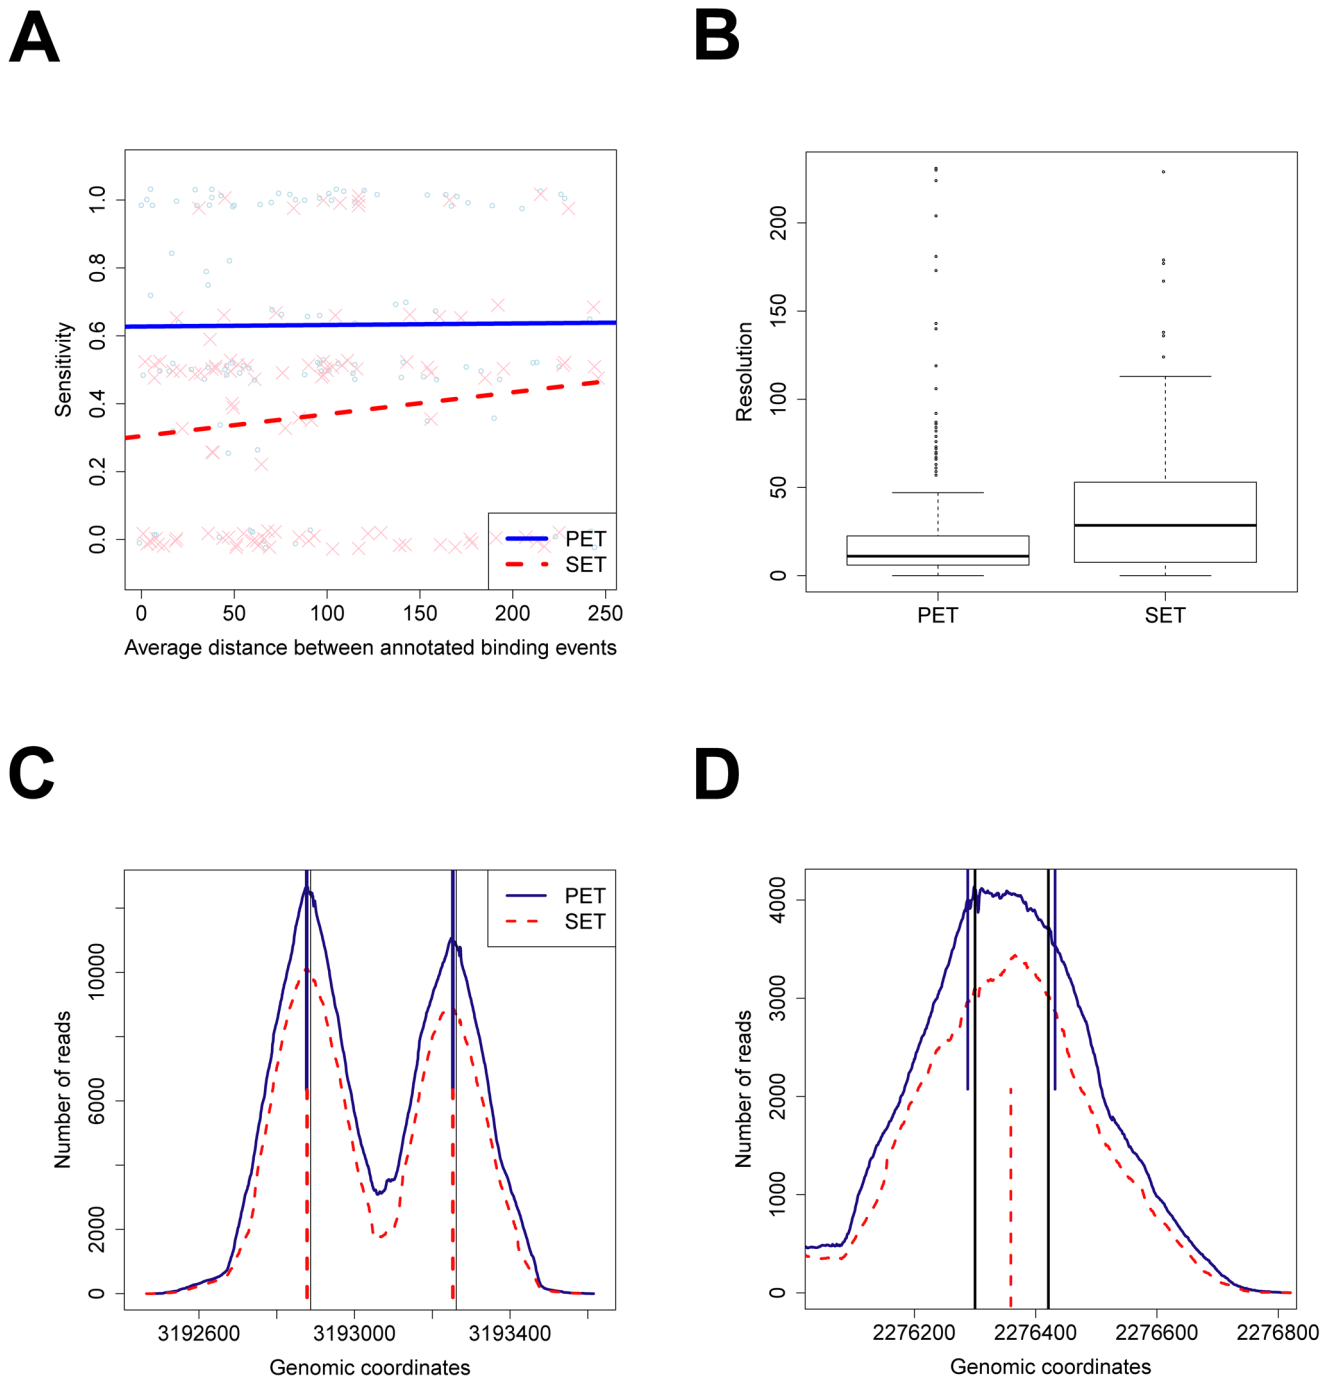 A
B
Sensitivity
0.0
0.2
0.4
0.6
0.8
1.0
0
50
100
150
200
250
Average distance between annotated binding events
PET
SET
Resolution
0
50
100
150
200
PET
SET
C
D
Number of reads
0
2000
6000
10000
3192600
3193000
3193400
Genomic coordinates
PET
SET
Number of reads
0
1000
2000
3000
4000
2276200
2276400
2276600
2276800
Genomic coordinates